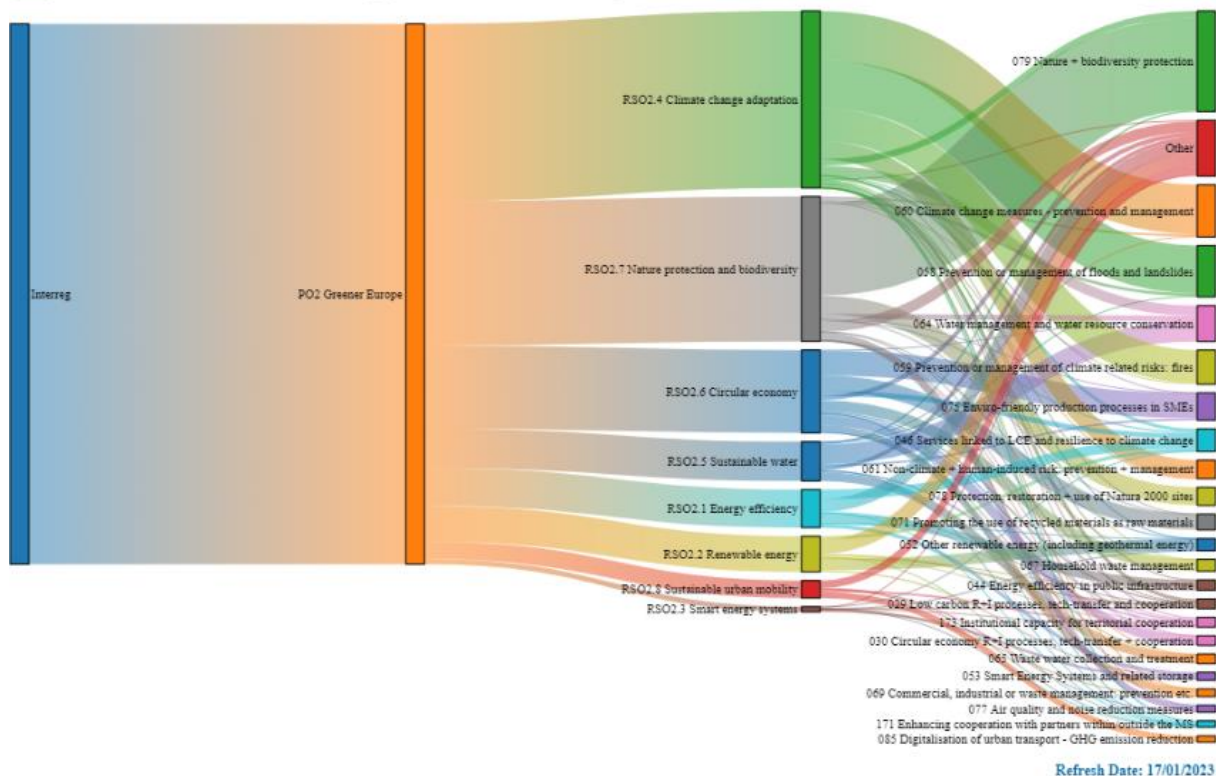 Interreg
PO2 Greener Europe
RSO2.4 Climate change adaptation
RSO2.7 Nature protection and biodiversity
RSO2.6 Circular economy
RSO2.5 Sustainable water
RSO2.1 Energy efficiency
RSO2.2 Renewable energy
RSO2.8 Sustainable urban mobility
RSO2.3 Smart energy systems
079 Nature + biodiversity protection
Other
060 Climate change measures - prevention and management
058 Prevention or management of floods and landslides
064 Water management and water resource conservation
059 Prevention or management of climate related risks: fires
075 Enviro-friendly production processes in SMEs
046 Services linked to LCE and resilience to climate change
061 Non-climate + human-induced risk: prevention + management
078 Protection, restoration + use of Natura 2000 sites
071 Promoting the use of recycled materials as raw materials
052 Other renewable energy (including geothermal energy)
067 Household waste management
044 Energy efficiency in public infrastructure
029 Low carbon R+I processes, tech-transfer and cooperation
173 Institutional capacity for territorial cooperation
030 Circular economy R+I processes, tech-transfer + cooperation
065 Waste water collection and treatment
053 Smart Energy Systems and related storage
069 Commercial, industrial or waste management: prevention etc.
077 Air quality and noise reduction measures
171 Enhancing cooperation with partners within outside the MS
085 Digitalisation of urban transport - GHG emission reduction
Refresh Date: 17/01/2023